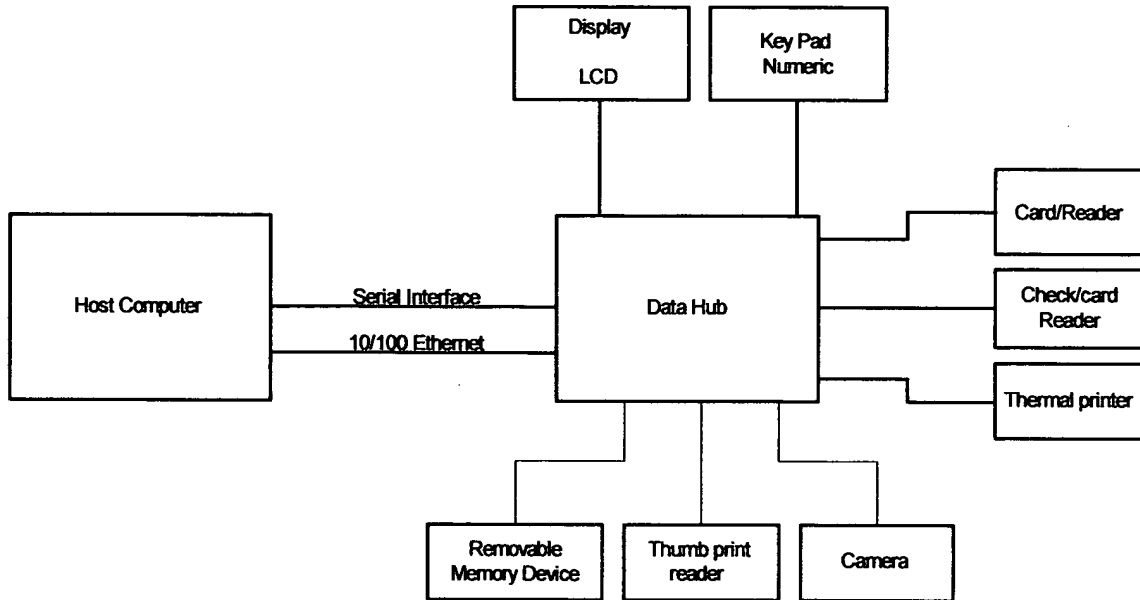 Display
LCD
Key Pad
Numeric
Card/Reader
Host Computer
Serial Interface
10/100 Ethernet
Data Hub
Check/card
Reader
Thermal printer
Removable
Memory Device
Thumb print
reader
Camera